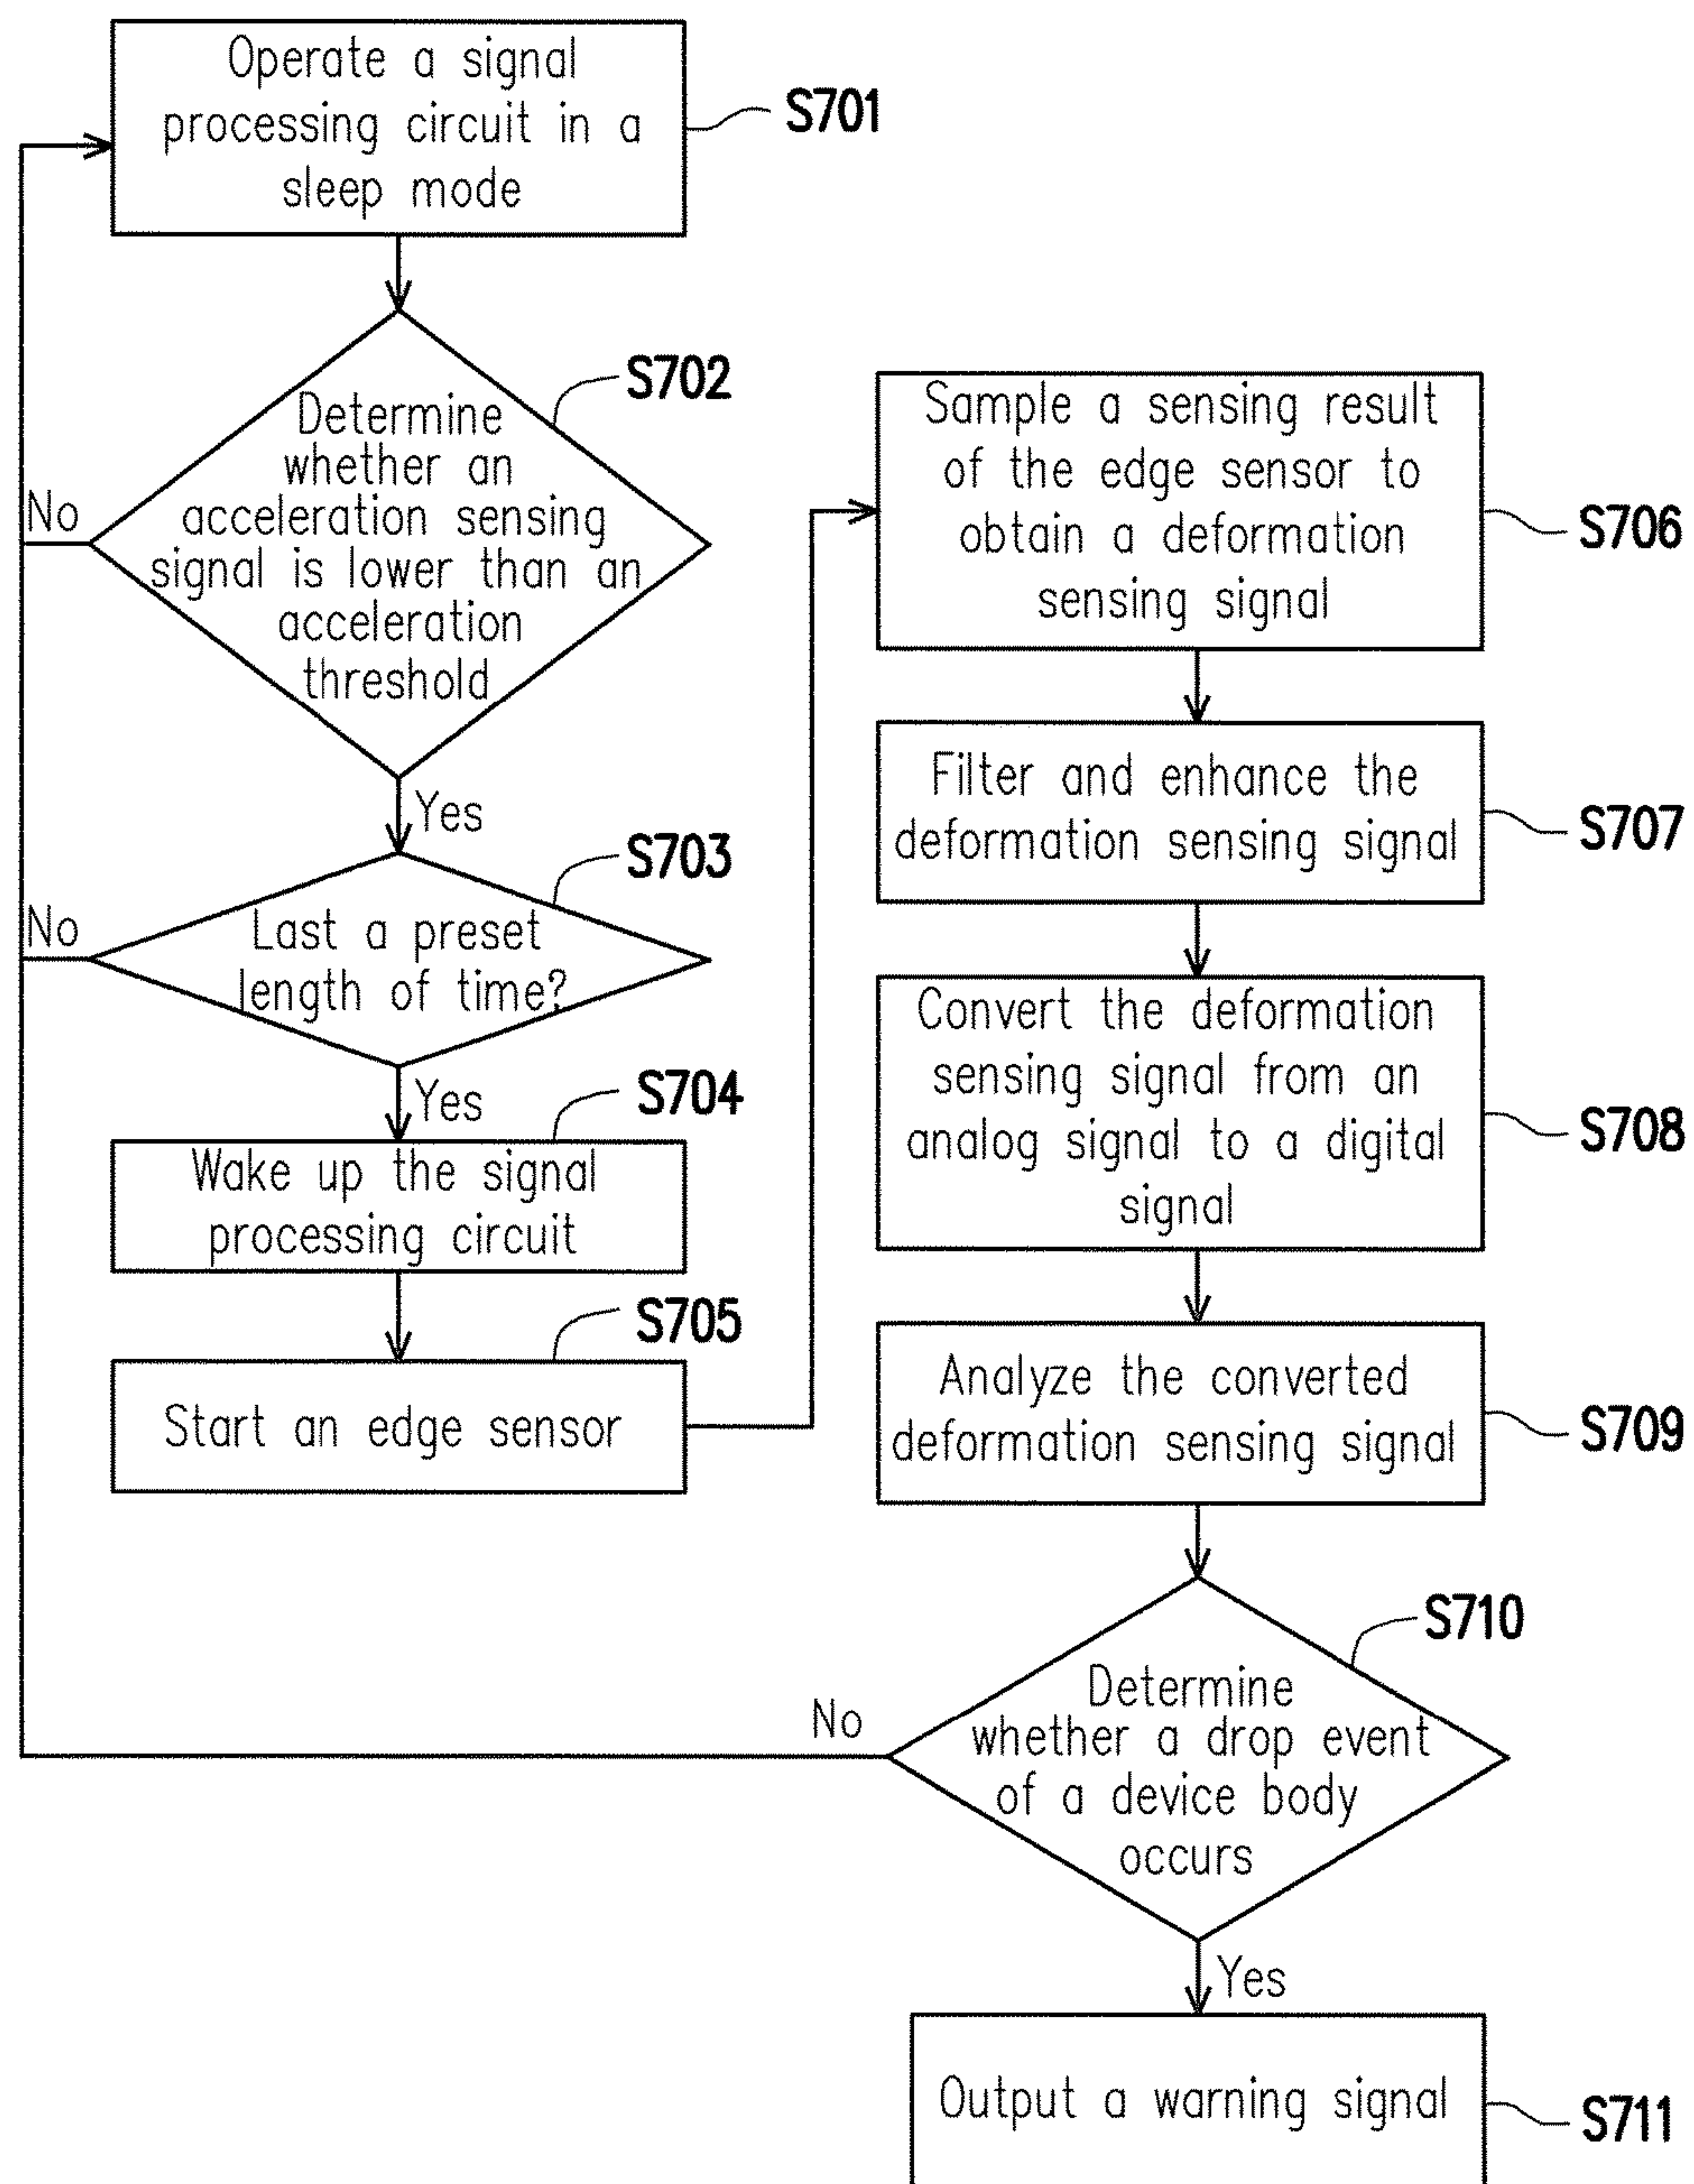 Operate a signal
processing circuit in a
sleep mode
S701
Determine
whether an
acceleration sensing
signal is lower than an
acceleration
threshold
S702
No
Yes
Last a preset
length of time?
S703
No
Yes
Wake up the signal
processing circuit
S704
Start an edge sensor
S705
Sample a sensing result
of the edge sensor to
obtain a deformation
sensing signal
S706
Filter and enhance the
deformation sensing signal
S707
Convert the deformation
sensing signal from an
analog signal to a digital
signal
S708
Analyze the converted
deformation sensing signal
S709
Determine
whether a drop event
of a device body
occurs
S710
No
Yes
Output a warning signal
S711